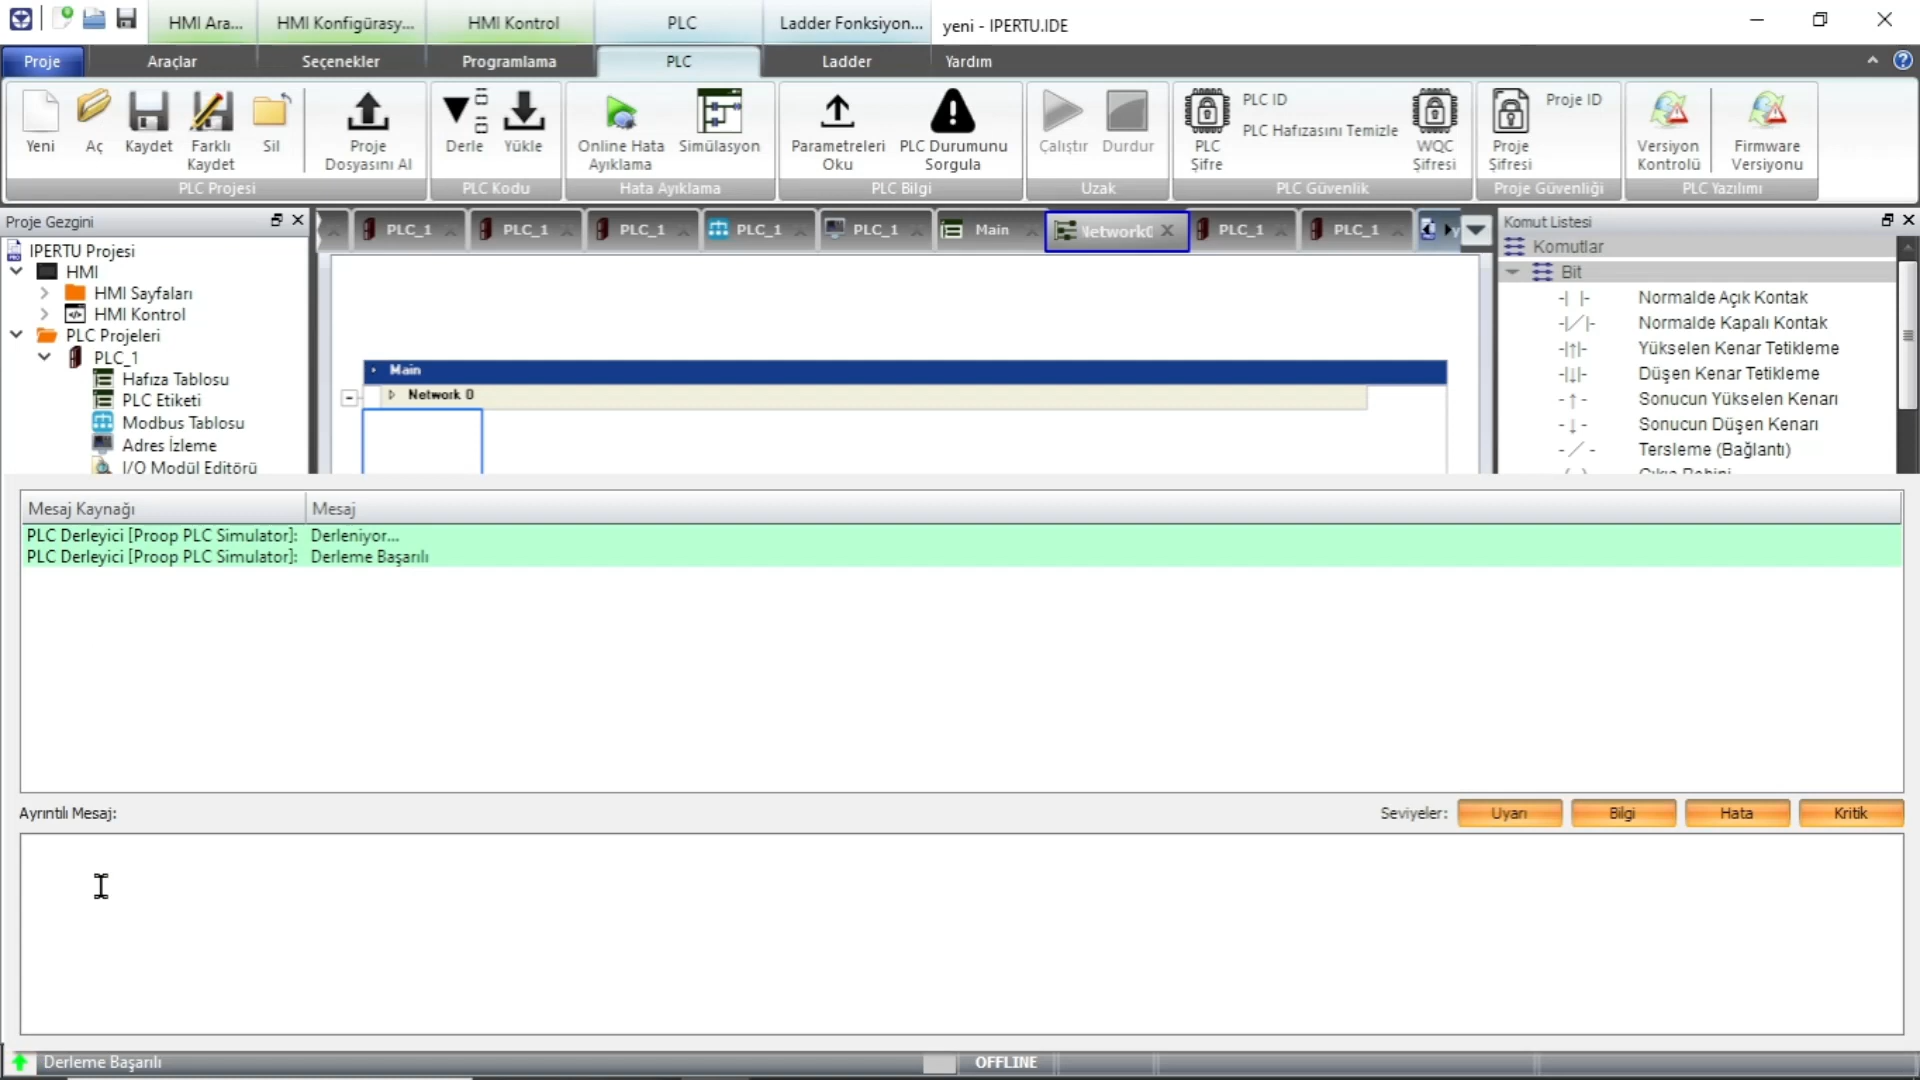 HMI Ara...
HMI Konfigürasy...
HMI Kontrol
PLC
Ladder Fonksiyon...
yeni - IPERTU.IDE
Proje
Araçlar
Seçenekler
Programlama
PLC
Ladder
Yardım
Yeni
Aç
Kaydet
Farklı Kaydet
Sil
Proje Dosyasını Al
Derle
Yükle
Online Hata Ayıklama
Simülasyon
Parametreleri Oku
PLC Durumunu Sorgula
Çalıştır
Durdur
PLC Şifre
PLC ID
PLC Hafızasını Temizle
WQC Şifresi
Proje Şifresi
Proje ID
Versiyon Kontrolü
Firmware Versiyonu
PLC Projesi
PLC Kodu
Hata Ayıklama
PLC Bilgi
Uzak
PLC Güvenlik
Proje Güvenliği
PLC Yazılımı
Proje Gezgini
IPERTU Projesi
HMI
HMI Sayfaları
HMI Kontrol
PLC Projeleri
PLC_1
Hafıza Tablosu
PLC Etiketi
Modbus Tablosu
Adres İzleme
I/O Modül Editörü
PLC_1
PLC_1
PLC_1
PLC_1
PLC_1
Main
PLC_1
PLC_1
Main
Network 0
Komut Listesi
Komutlar
Bit
Normalde Açık Kontak
Normalde Kapalı Kontak
Yükselen Kenar Tetikleme
Düşen Kenar Tetikleme
Sonucun Yükselen Kenarı
Sonucun Düşen Kenarı
Tersleme (Bağlantı)
Mesaj Kaynağı
Mesaj
PLC Derleyici [Proop PLC Simulator]: Derleniyor...
PLC Derleyici [Proop PLC Simulator]: Derleme Başarılı
Ayrıntılı Mesaj:
Seviyeler:
Uyarı
Bilgi
Hata
Kritik
Derleme Başarılı
OFFLINE